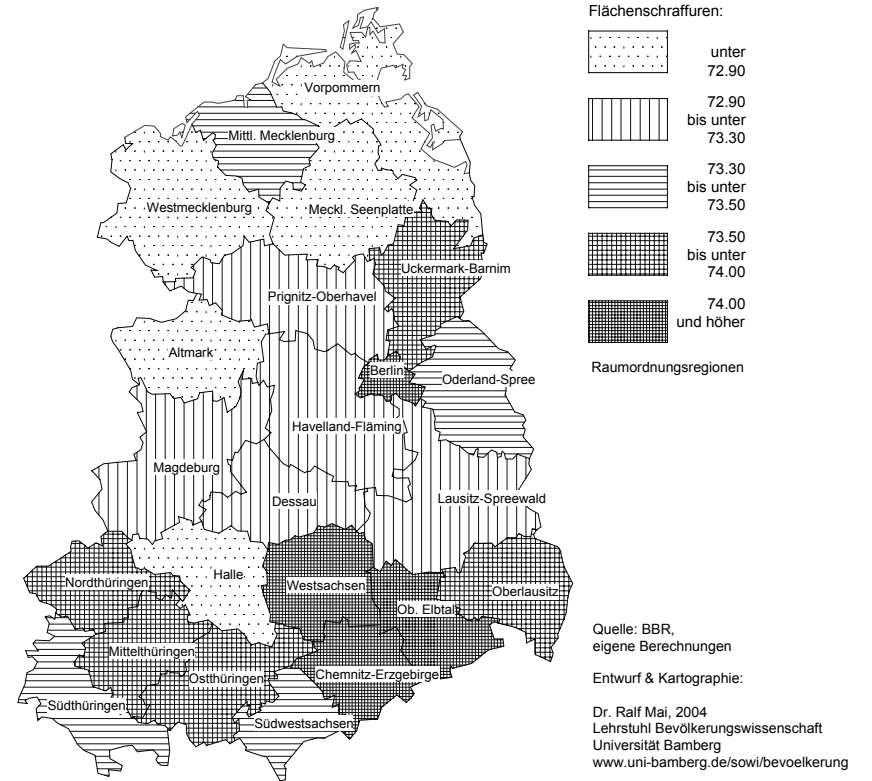 Flächenschraffuren:
unter
72.90
72.90
bis unter
73.30
73.30
bis unter
73.50
73.50
bis unter
74.00
74.00
und höher
Raumordnungsregionen
Vorpommern
Mittl. Mecklenburg
Westmecklenburg
Meckl. Seenplatte
Uckermark-Barnim
Prignitz-Oberhavel
Altmark
Berlin
Oderland-Spree
Havelland-Fläming
Magdeburg
Dessau
Lausitz-Spreewald
Halle
Nordthüringen
Westsachsen
Oberlausitz
Ob. Elbtal
Mittelthüringen
Ostthüringen
Chemnitz-Erzgebirge
Südthüringen
Südwestsachsen
Quelle: BBR,
eigene Berechnungen
Entwurf & Kartographie:
Dr. Ralf Mai, 2004
Lehrstuhl Bevölkerungswissenschaft
Universität Bamberg
www.uni-bamberg.de/sowi/bevoelkerung